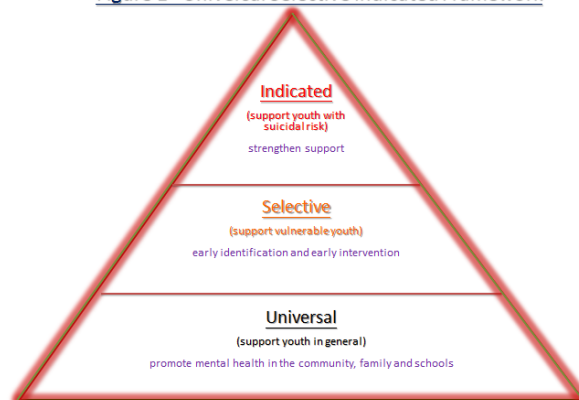 Indicated
(support youth with
suicidal risk)
strengthen support
Selective
(support vulnerable youth)
early identification and early intervention
Universal
(support youth in general)
promote mental health in the community, family and schools